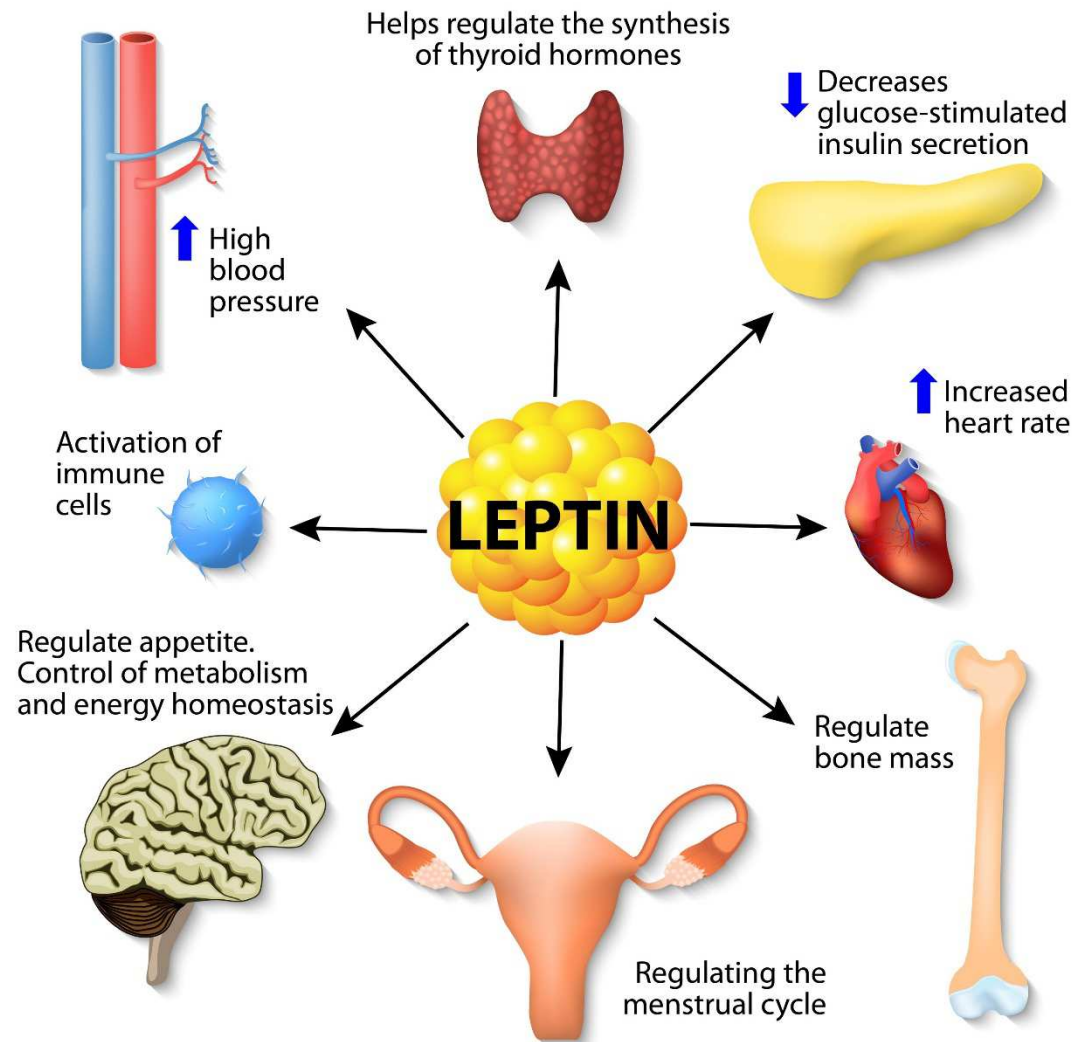 Helps regulate the synthesis
of thyroid hormones
Decreases
glucose-stimulated
insulin secretion
High
blood
pressure
Increased
heart rate
Activation of
immune
cells
LEPTIN
Regulate appetite.
Control of metabolism
and energy homeostasis
Regulate
bone mass
Regulating the
menstrual cycle